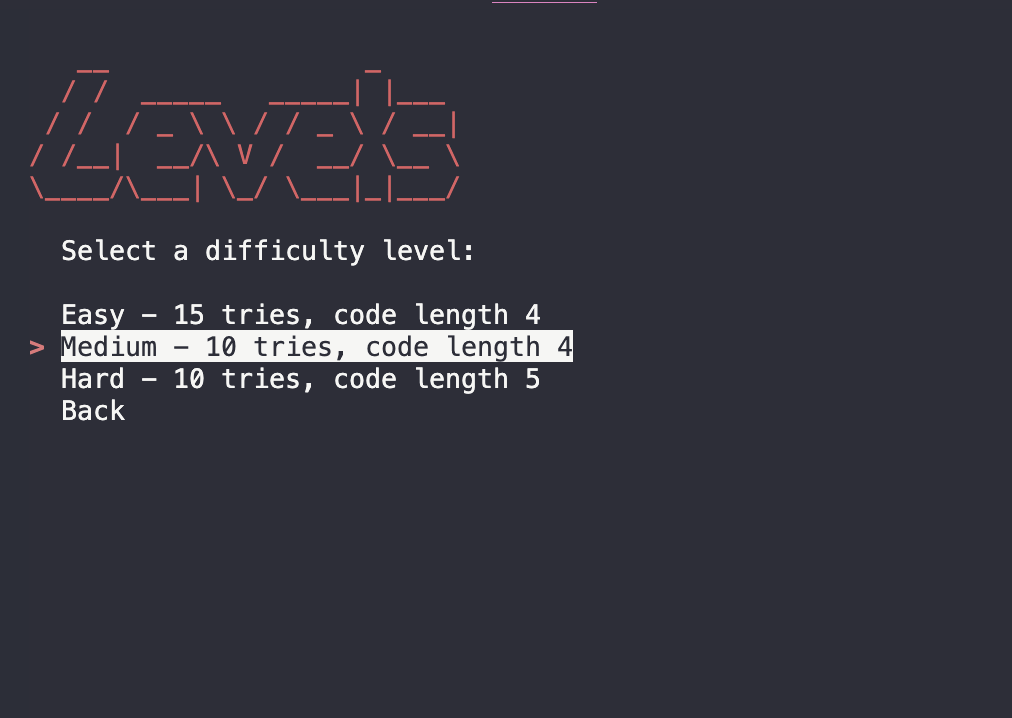 Levels
Select a difficulty level:
Easy – 15 tries, code length 4
> Medium – 10 tries, code length 4
Hard – 10 tries, code length 5
Back